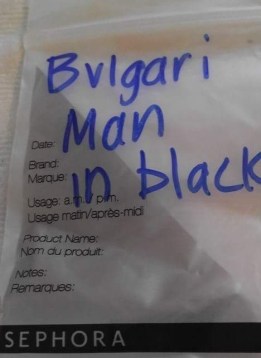 Bvlgari
Man
Date:
Brand:
Marque:
in black
Usage: a.m. / p.m.
Usage matin/après-midi
Product Name:
Nom du produit:
Notes:
Remarques:
SEPHORA